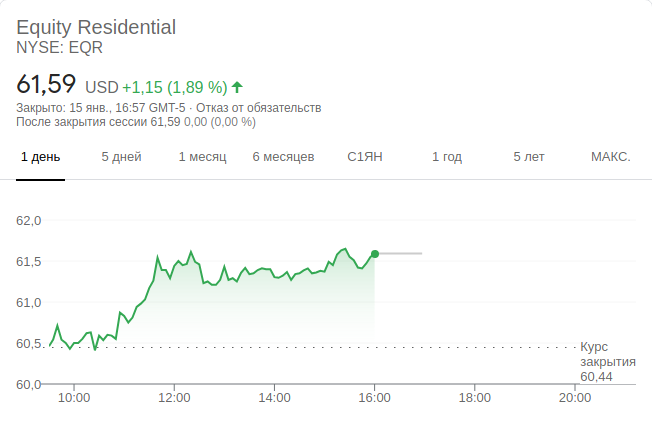 Equity Residential
NYSE: EQR
61,59 USD +1,15 (1,89 %)
Закрыто: 15 янв., 16:57 GMT-5 · Отказ от обязательств
После закрытия сессии 61,59 0,00 (0,00 %)
1 день 5 дней 1 месяц 6 месяцев С1ЯН 1 год 5 лет МАКС.
62,0
61,5
61,0
60,5
60,0
Курс
закрытия
60,44
10:00 12:00 14:00 16:00 18:00 20:00